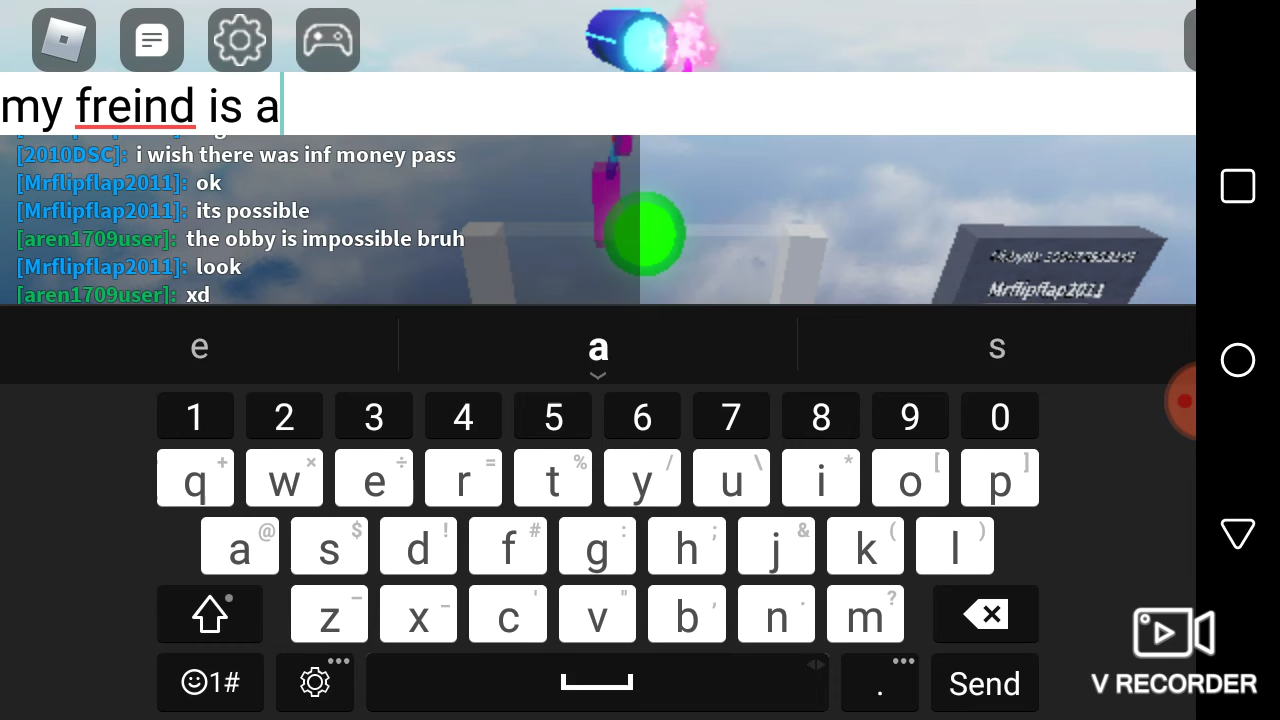 my freind is a
[2010DSC]: i wish there was inf money pass
[Mrflipflap2011]: ok
[Mrflipflap2011]: its possible
[aren1709user]: the obby is impossible bruh
[Mrflipflap2011]: look
[aren1709user]: xd
Mrflipflap2011
e a s
1 2 3 4 5 6 7 8 9 0
q + w × e ÷ r = t % y / u \ i * o [ p ]
a @ s $ d ! f # g : h ; j & k ( l )
z – x _ c ' v " b , n . m ?
1# . Send
V RECORDER